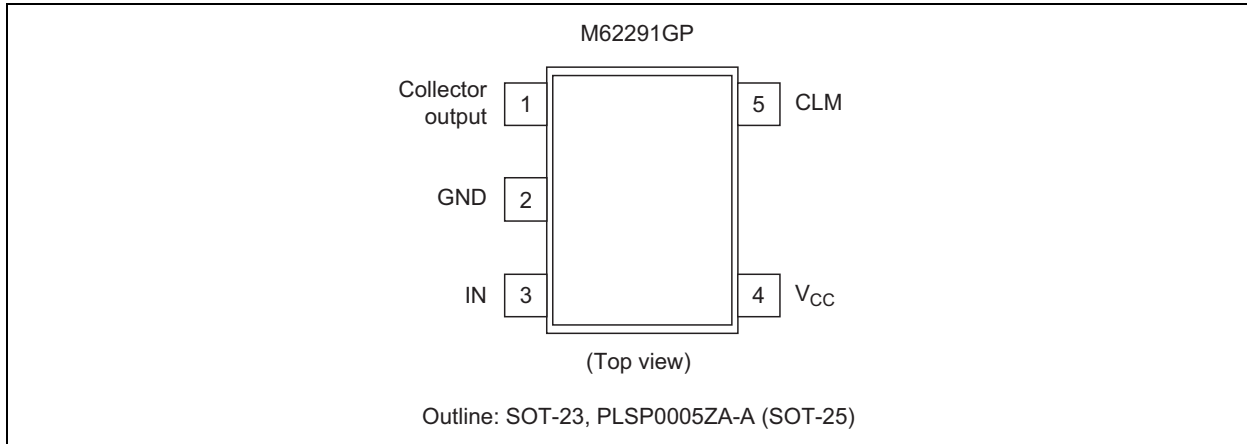 M62291GP
Collector
output
1
5
CLM
GND
2
IN
3
4
VCC
(Top view)
Outline: SOT-23, PLSP0005ZA-A (SOT-25)